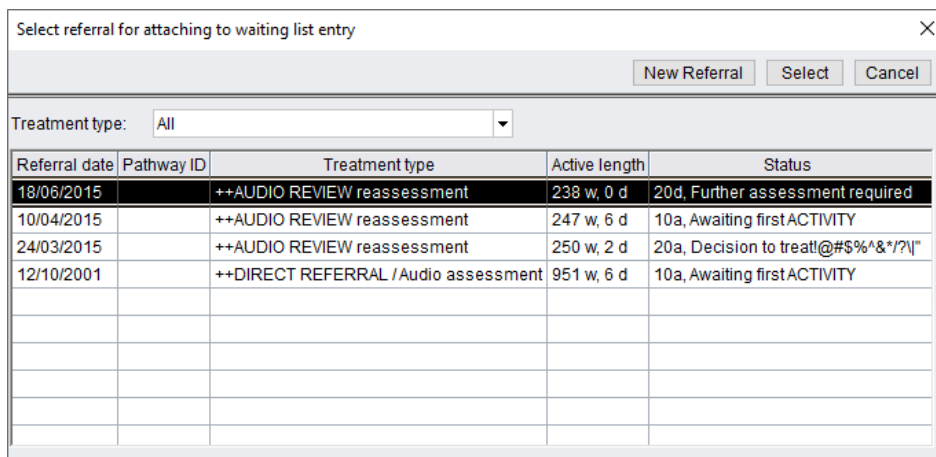 Select referral for attaching to waiting list entry
New Referral Select Cancel
Treatment type: All
Referral date Pathway ID Treatment type Active length Status
18/06/2015 ++AUDIO REVIEW reassessment 238 w, 0 d 20d, Further assessment required
10/04/2015 ++AUDIO REVIEW reassessment 247 w, 6 d 10a, Awaiting first ACTIVITY
24/03/2015 ++AUDIO REVIEW reassessment 250 w, 2 d 20a, Decision to treat!@#$%^&*/?\|"
12/10/2001 ++DIRECT REFERRAL / Audio assessment 951 w, 6 d 10a, Awaiting first ACTIVITY